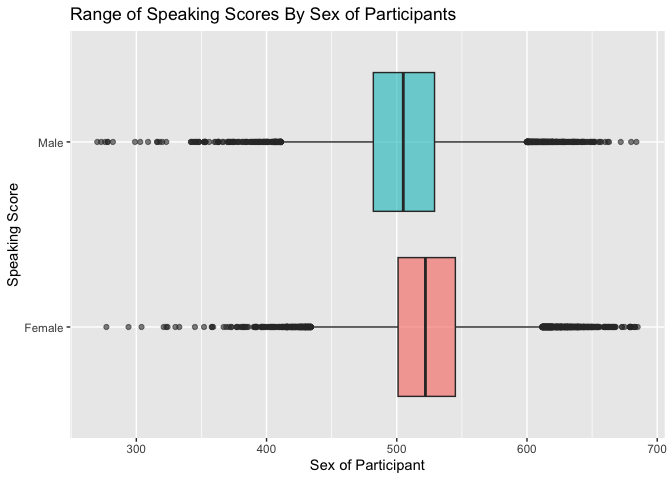 Range of Speaking Scores By Sex of Participants
Speaking Score
Male
Female
300 400 500 600 700
Sex of Participant